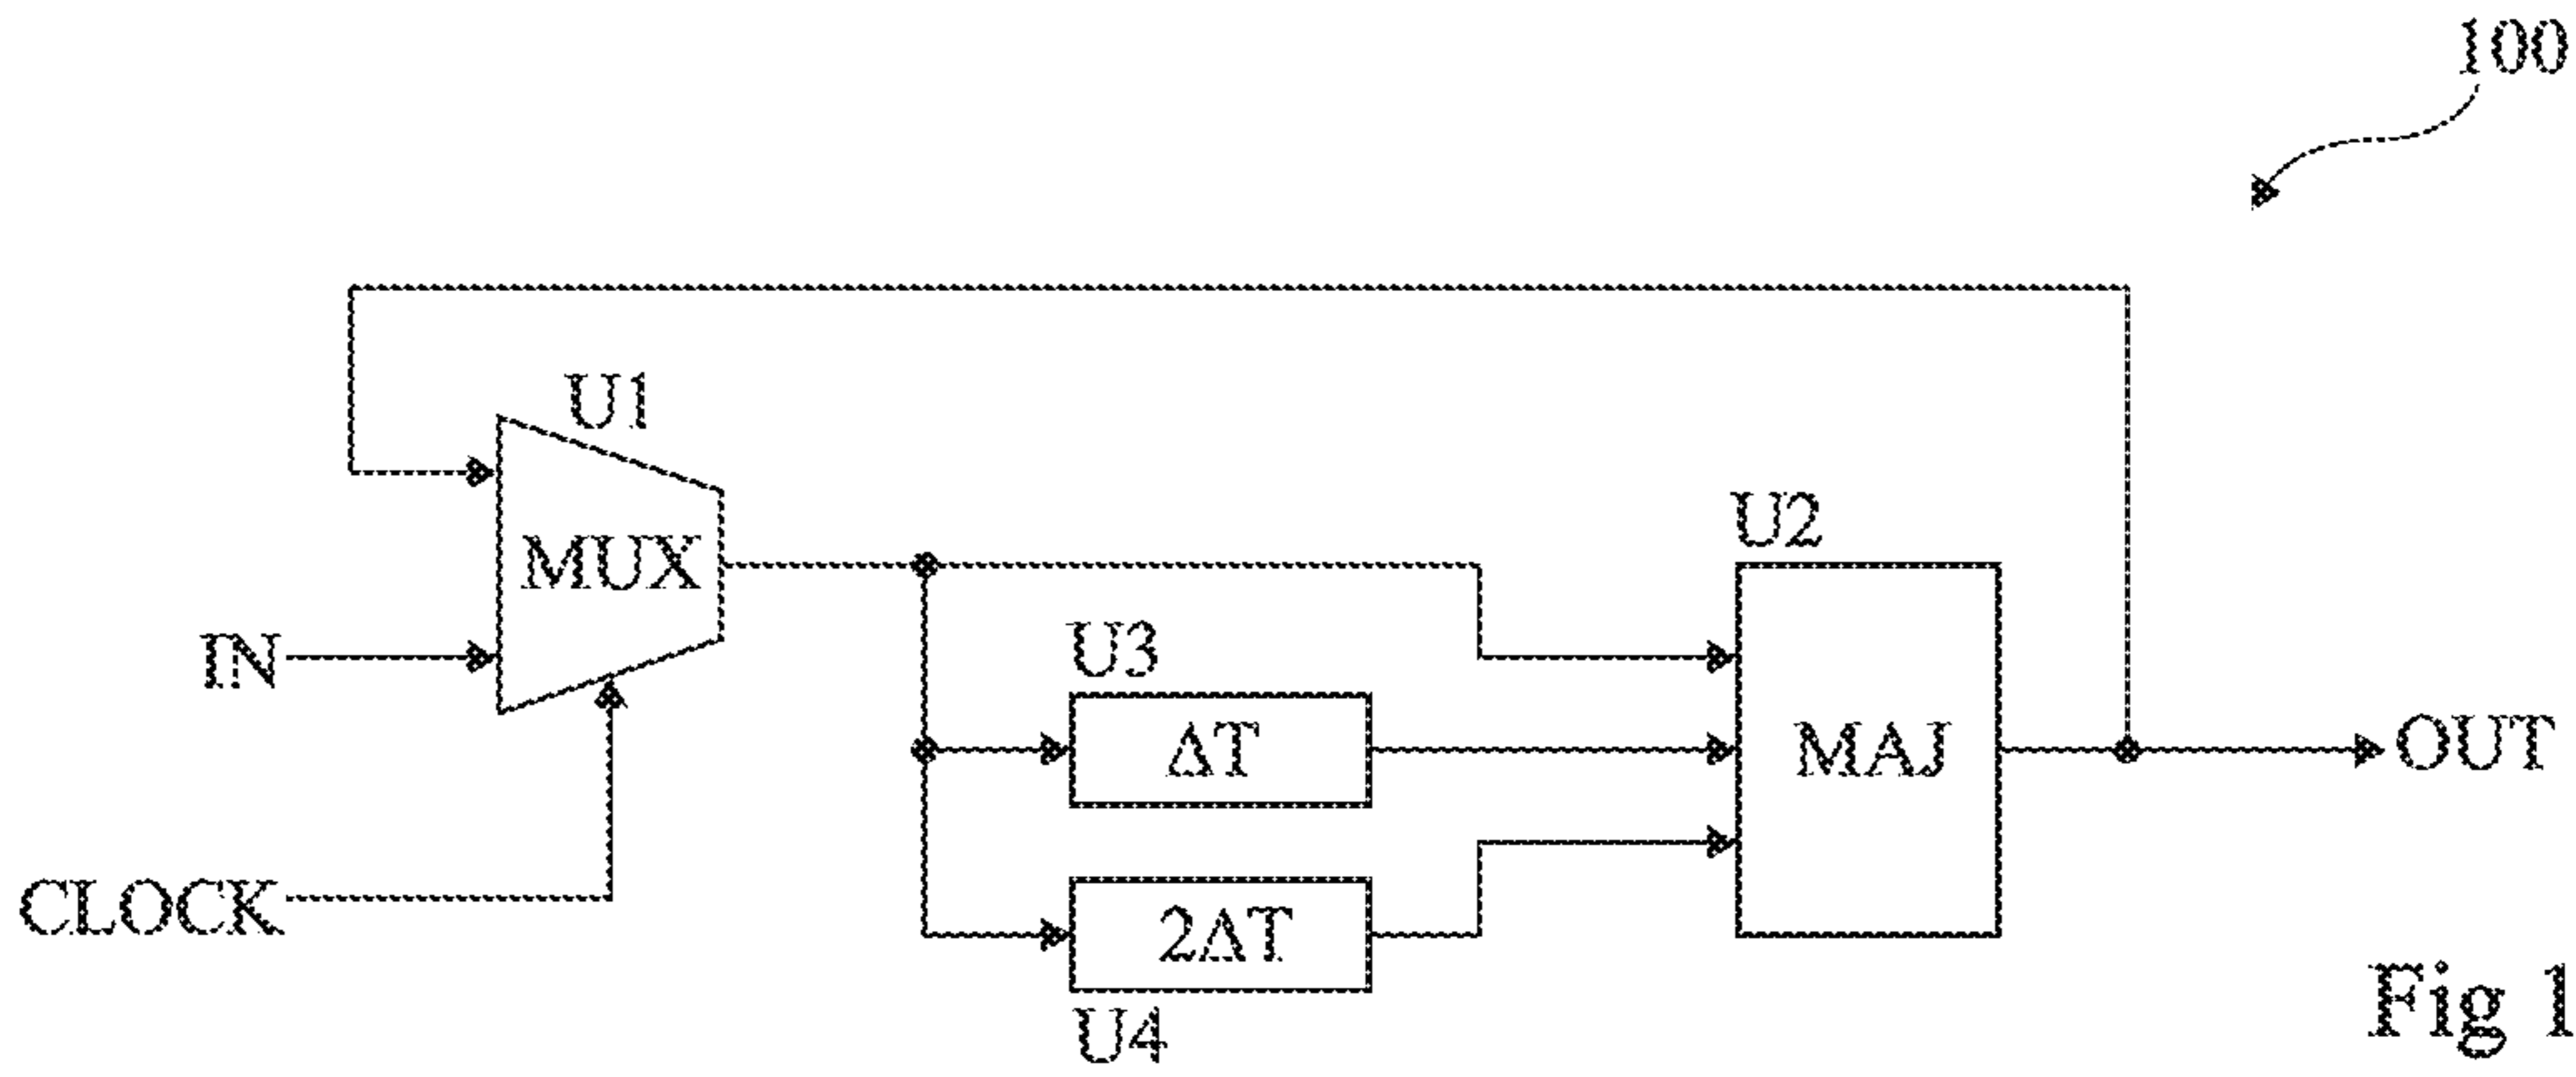 100
U1
MUX
U2
IN
U3
ΔT
MAJ
OUT
CLOCK
2ΔT
U4
Fig 1